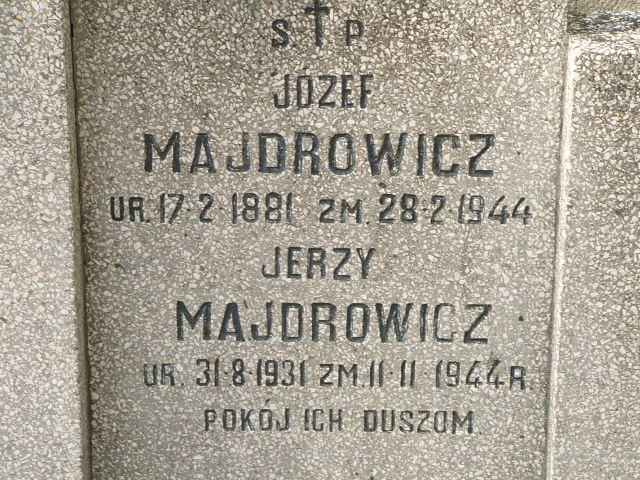 S. † P.
JÓZEF
MAJDROWICZ
UR. 17·2·1881 ZM. 28·2·1944
JERZY
MAJDROWICZ
UR. 31·8·1931 ZM. 11·11·1944 R.
POKÓJ ICH DUSZOM.